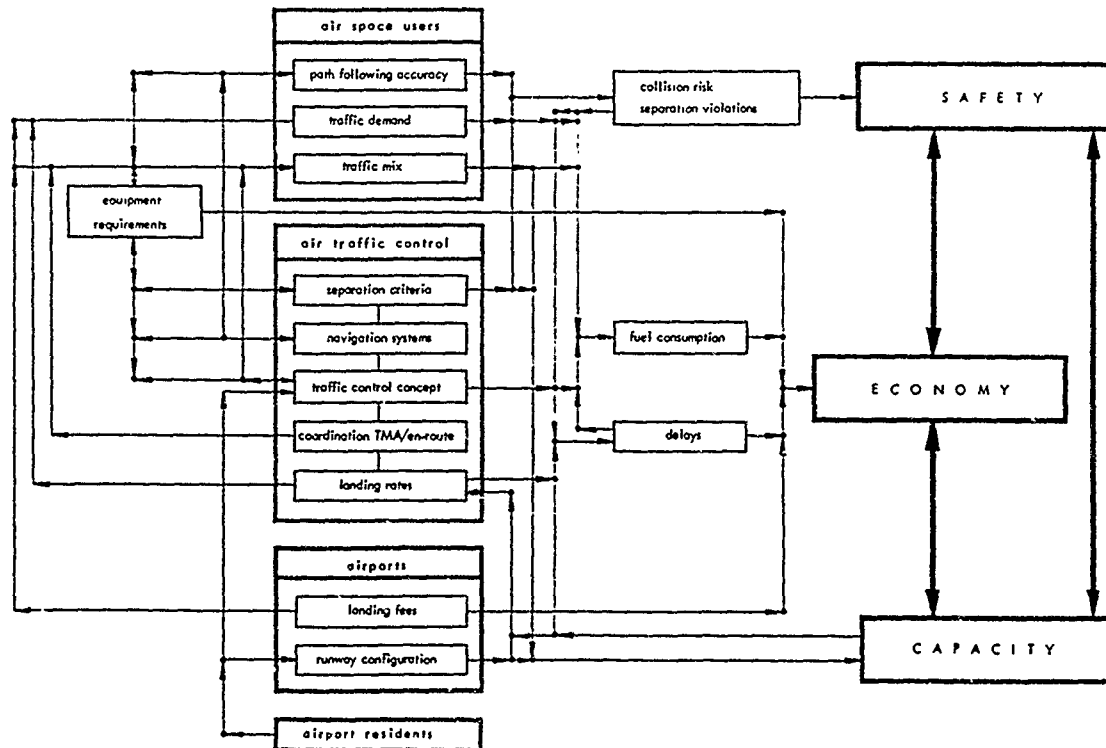 air space users
path following accuracy
traffic demand
traffic mix
equipment
requirements
air traffic control
separation criteria
navigation systems
traffic control concept
coordination TMA/en-route
landing rates
airports
landing fees
runway configuration
airport residents
collision risk
separation violations
fuel consumption
delays
SAFETY
ECONOMY
CAPACITY